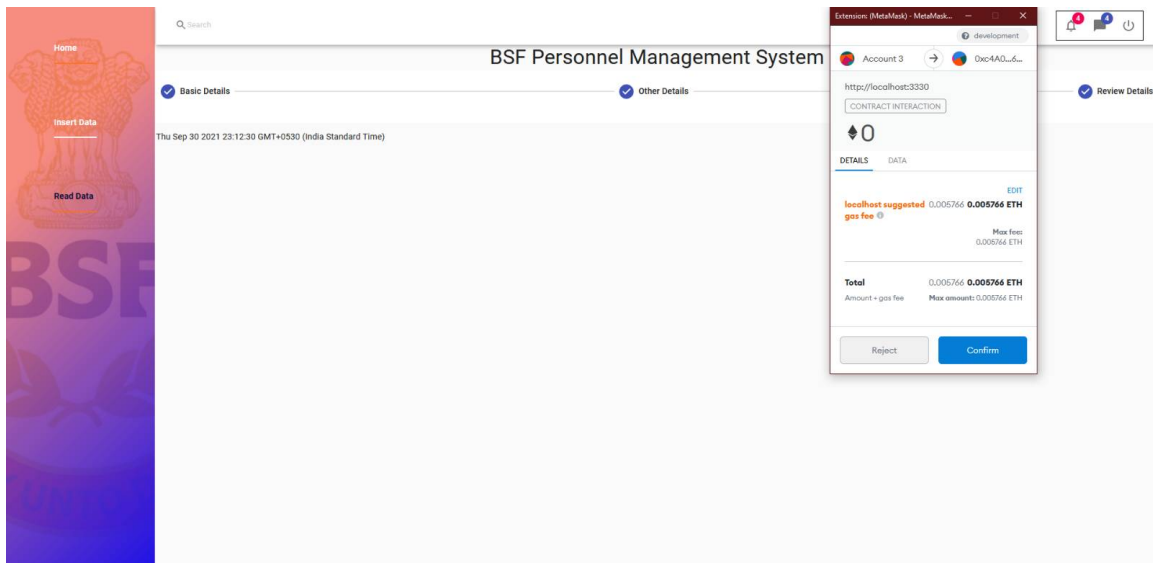 Home
Insert Data
Read Data
BSF
Search
BSF Personnel Management System
Basic Details
Other Details
Review Details
Thu Sep 30 2021 23:12:30 GMT+0530 (India Standard Time)
Extension: (MetaMask) - MetaMask...
development
Account 3
0xc4A0...6...
http://localhost:3330
CONTRACT INTERACTION
0
DETAILS DATA
EDIT
localhost suggested 0.005766 0.005766 ETH
gas fee
Max fee:
0.005766 ETH
Total 0.005766 0.005766 ETH
Amount + gas fee Max amount: 0.005766 ETH
Reject Confirm
4 4